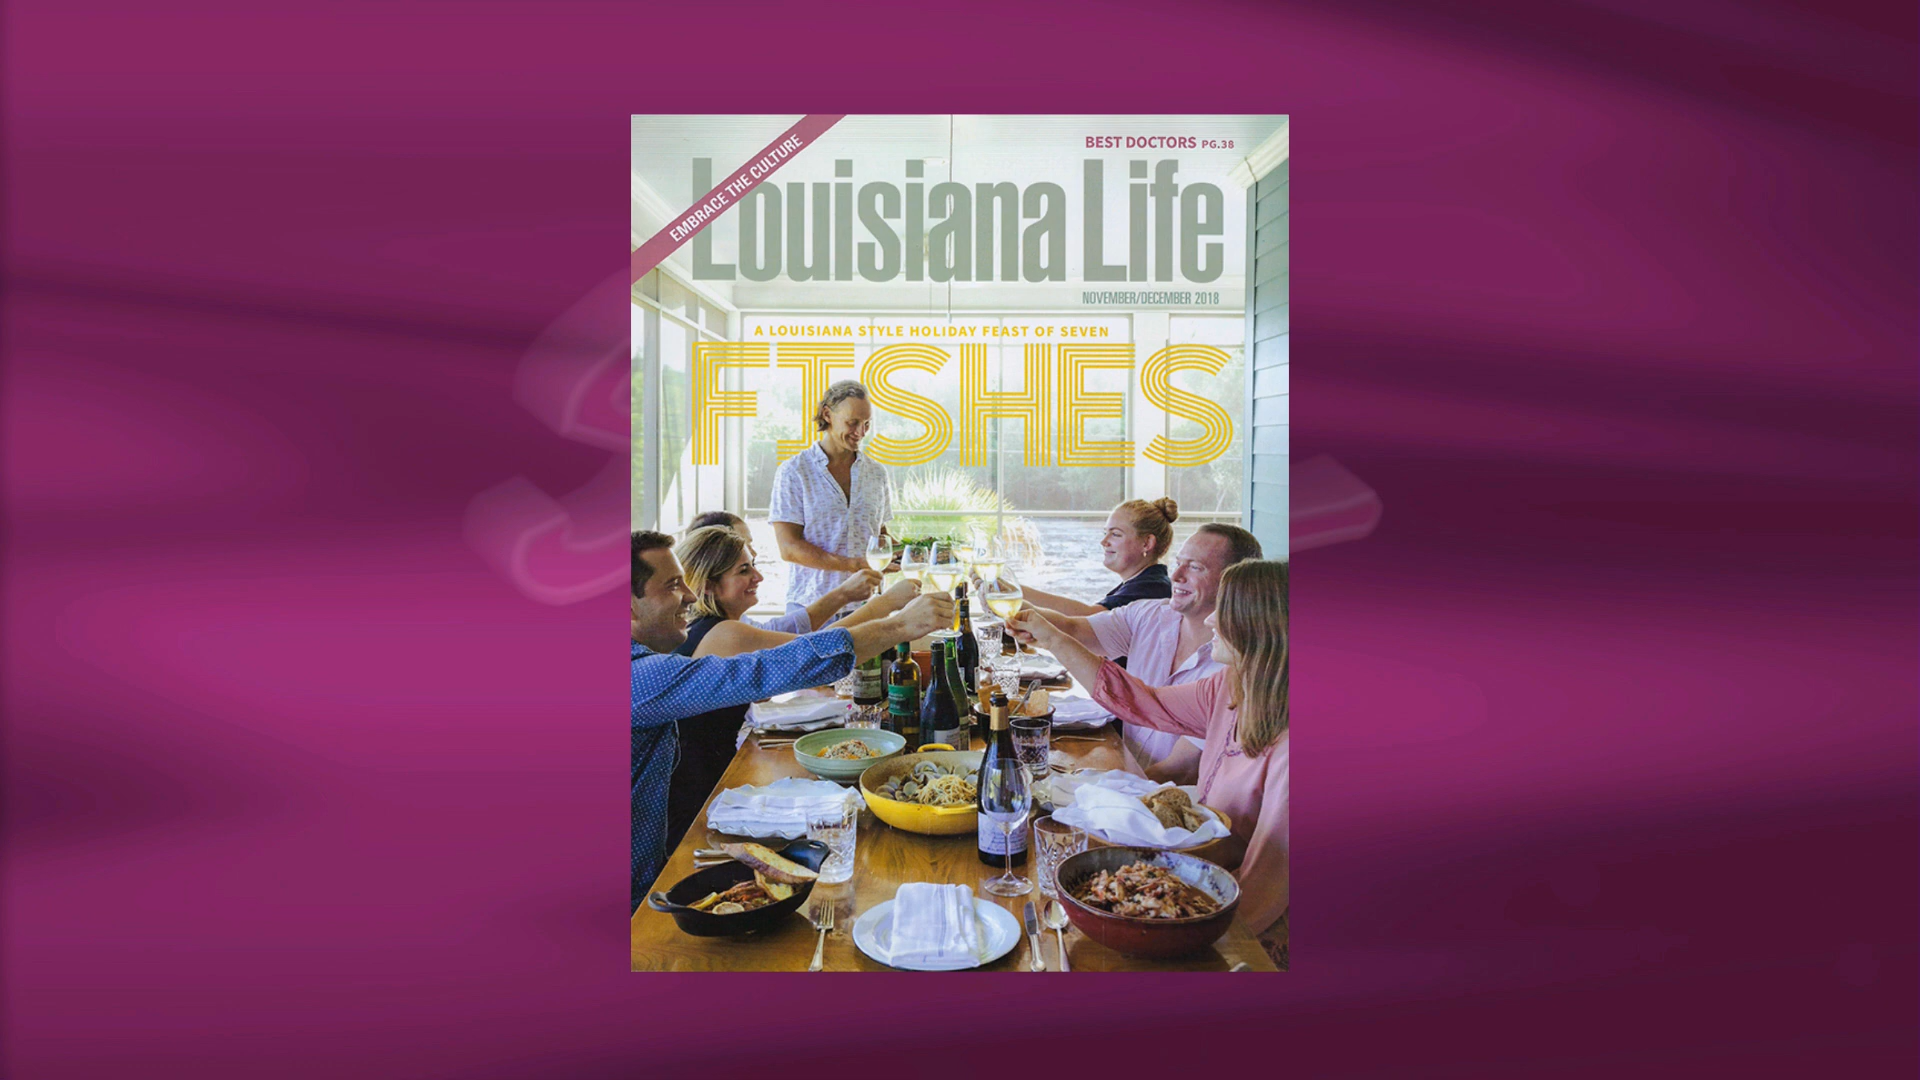 EMBRACE THE CULTURE
BEST DOCTORS PG.38
Louisiana Life
NOVEMBER/DECEMBER 2018
A LOUISIANA STYLE HOLIDAY FEAST OF SEVEN
FISHES